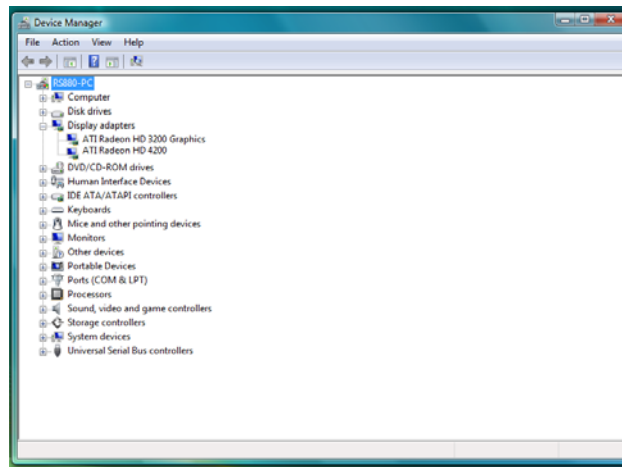 Device Manager
File Action View Help
RS880-PC
Computer
Disk drives
Display adapters
ATI Radeon HD 3200 Graphics
ATI Radeon HD 4200
DVD/CD-ROM drives
Human Interface Devices
IDE ATA/ATAPI controllers
Keyboards
Mice and other pointing devices
Monitors
Other devices
Portable Devices
Ports (COM & LPT)
Processors
Sound, video and game controllers
Storage controllers
System devices
Universal Serial Bus controllers